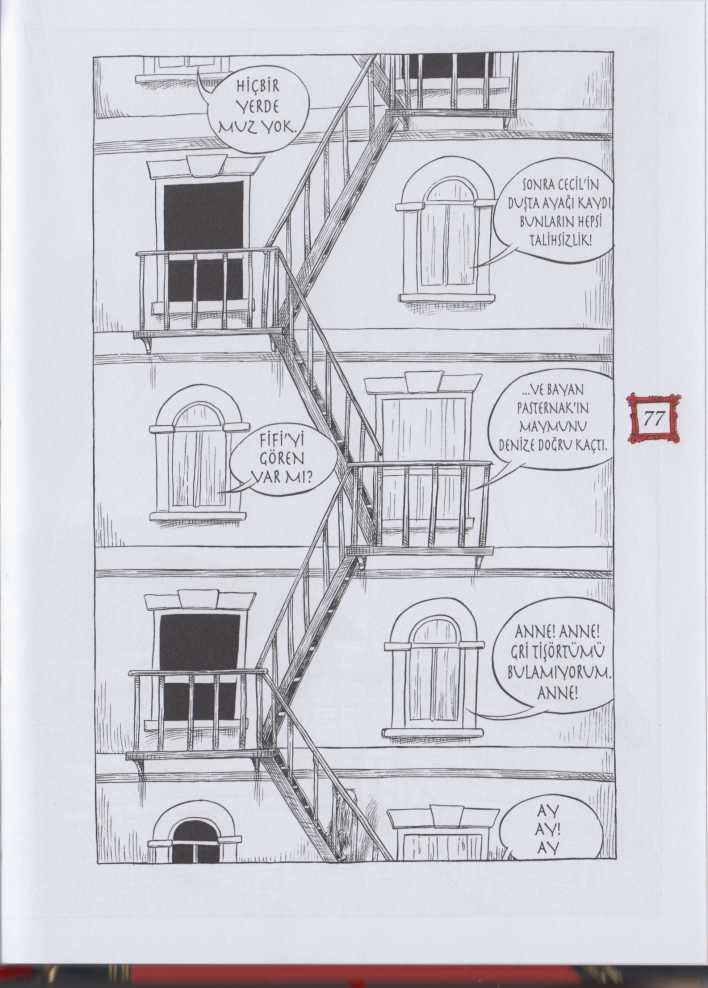 HİÇBİR
YERDE
MUZ YOK.
SONRA CECİL'İN
DUŞTA AYAĞI KAYDI,
BUNLARIN HEPSİ
TALİHSİZLİK!
...VE BAYAN
PASTERNAK'IN
MAYMUNU
DENİZE DOĞRU KAÇTI.
77
FİFİ'Yİ
GÖREN
VAR MI?
ANNE! ANNE!
GRİ TİŞÖRTÜMÜ
BULAMIYORUM.
ANNE!
AY
AY!
AY